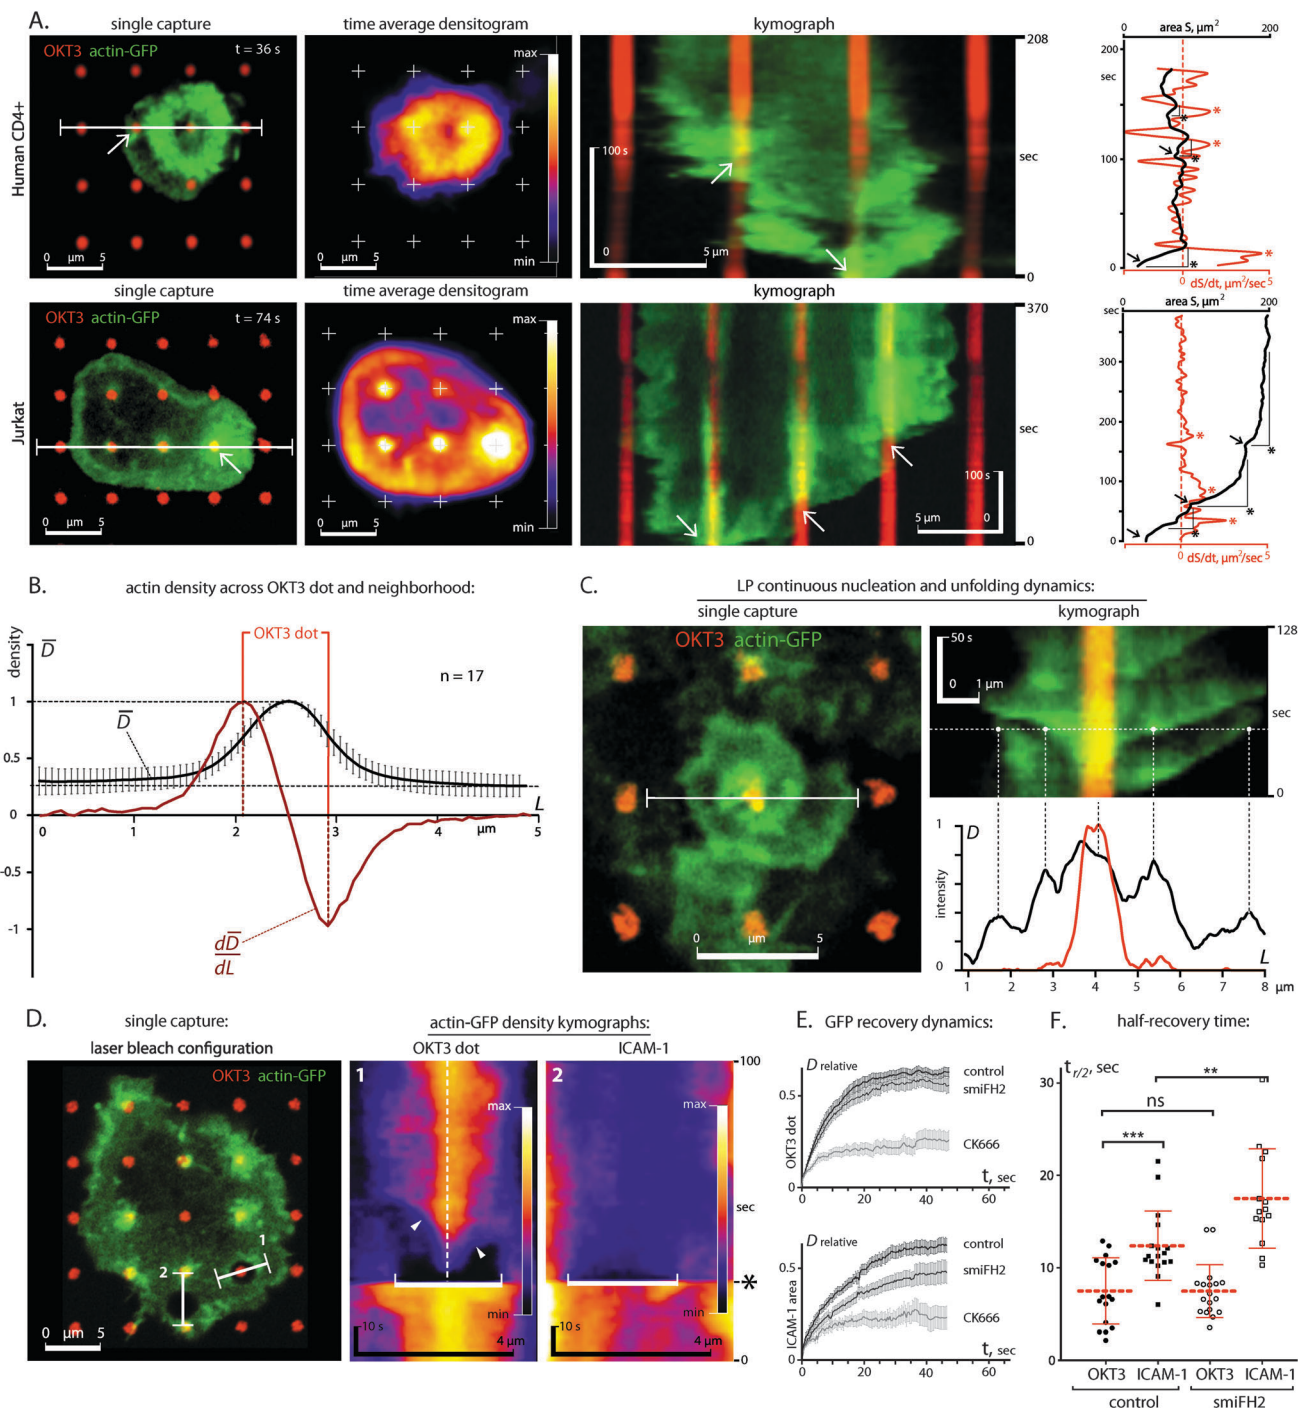 A.
single capture
time average densitogram
kymograph
area S, μm²
0
200
OKT3 actin-GFP
t = 36 s
max
min
208
sec
0
100 s
0
5 μm
200
sec
100
0
*
*
*
*
*
*
0 dS/dt, μm²/sec 5
Human CD4+
0 μm 5
0 μm 5
single capture
time average densitogram
kymograph
area S, μm²
0
200
OKT3 actin-GFP
t = 74 s
max
min
370
sec
0
100 s
5 μm
0
sec
300
200
100
0
*
*
*
*
*
*
0 dS/dt, μm²/sec 5
Jurkat
0 μm 5
0 μm 5
B.
actin density across OKT3 dot and neighborhood:
D
density
OKT3 dot
n = 17
1
D
0.5
L
0
0
1
2
3
4
5
μm
-0.5
-1
dD
dL
C.
LP continuous nucleation and unfolding dynamics:
single capture
kymograph
OKT3 actin-GFP
50 s
0 1 μm
128
sec
0
0 μm 5
D
1
intensity
0
L
1 2 3 4 5 6 7 8 μm
D.
single capture:
laser bleach configuration
actin-GFP density kymographs:
OKT3 dot
ICAM-1
OKT3 actin-GFP
1
2
0 μm 5
1
max
min
10 s
4 μm
2
max
min
10 s
4 μm
100
sec
*
0
E.
GFP recovery dynamics:
D relative
OKT3 dot
0.5
0
control
smiFH2
CK666
t, sec
0 20 40 60
D relative
ICAM-1 area
0.5
0
control
smiFH2
CK666
t, sec
0 20 40 60
F.
half-recovery time:
t r/2, sec
30
20
10
0
**
ns
***
OKT3 ICAM-1 OKT3 ICAM-1
control smiFH2